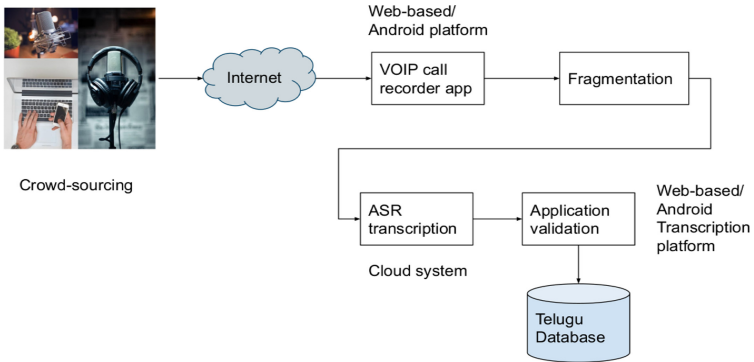 Web-based/
Android platform
Internet
VOIP call
recorder app
Fragmentation
Crowd-sourcing
ASR
transcription
Application
validation
Web-based/
Android
Transcription
platform
Cloud system
Telugu
Database